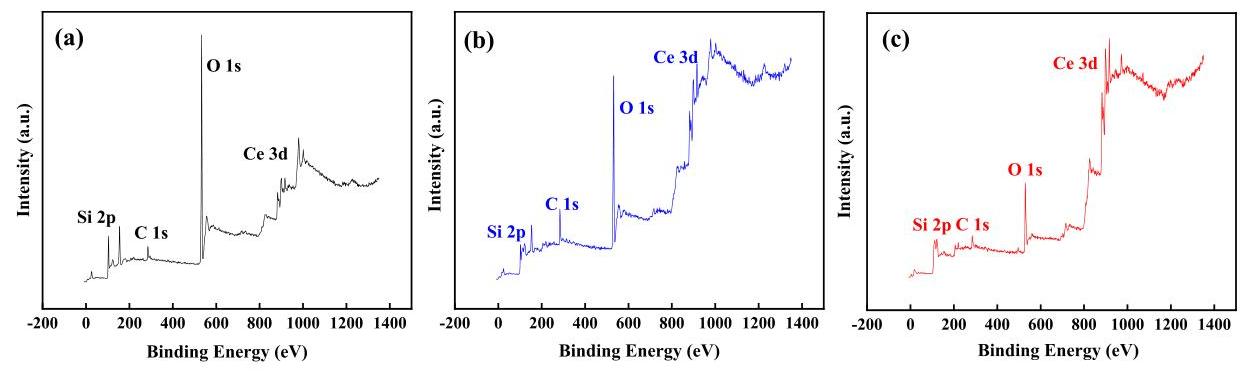 (a)
O 1s
Ce 3d
Si 2p
C 1s
Intensity (a.u.)
-200 0 200 400 600 800 1000 1200 1400
Binding Energy (eV)
(b)
Ce 3d
O 1s
C 1s
Si 2p
Intensity (a.u.)
-200 0 200 400 600 800 1000 1200 1400
Binding Energy (eV)
(c)
Ce 3d
O 1s
Si 2p C 1s
Intensity (a.u.)
-200 0 200 400 600 800 1000 1200 1400
Binding Energy (eV)